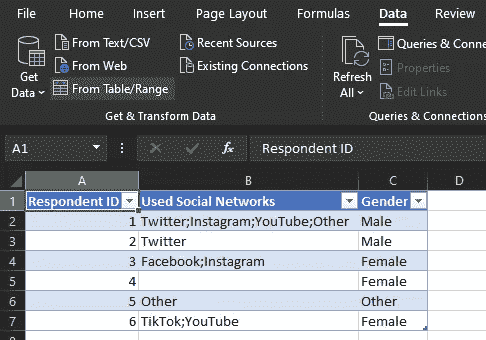 File Home Insert Page Layout Formulas Data Review
From Text/CSV Recent Sources Queries & Conne
Get Data From Web Existing Connections Refresh All Properties
From Table/Range Edit Links
Get & Transform Data Queries & Connections
A1 fx Respondent ID
A B C D
1 Respondent ID Used Social Networks Gender
2 1 Twitter;Instagram;YouTube;Other Male
3 2 Twitter Male
4 3 Facebook;Instagram Female
5 4 Female
6 5 Other Other
7 6 TikTok;YouTube Female
8